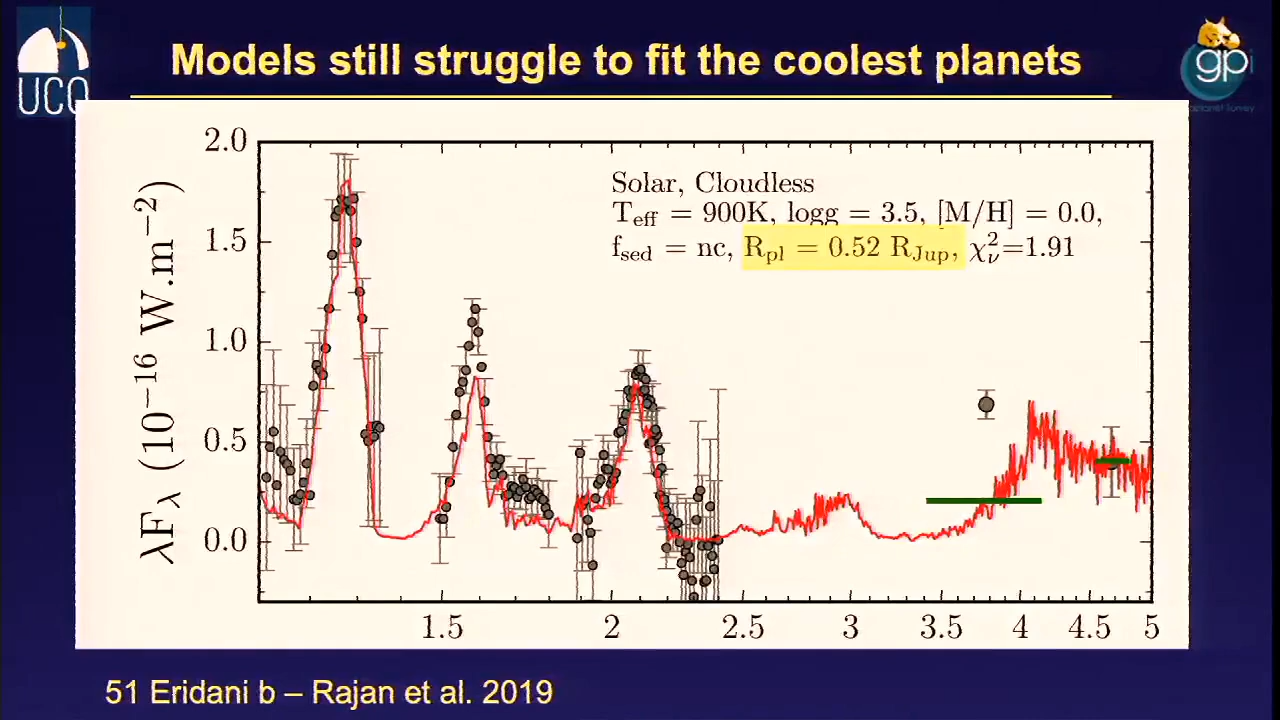 Models still struggle to fit the coolest planets
UCO
gpi
Solar, Cloudless
T_eff = 900K, logg = 3.5, [M/H] = 0.0,
f_sed = nc, R_pl = 0.52 R_Jup, χ²_ν=1.91
λF_λ (10⁻¹⁶ W.m⁻²)
2.0
1.5
1.0
0.5
0.0
1.5 2 2.5 3 3.5 4 4.5 5
51 Eridani b – Rajan et al. 2019